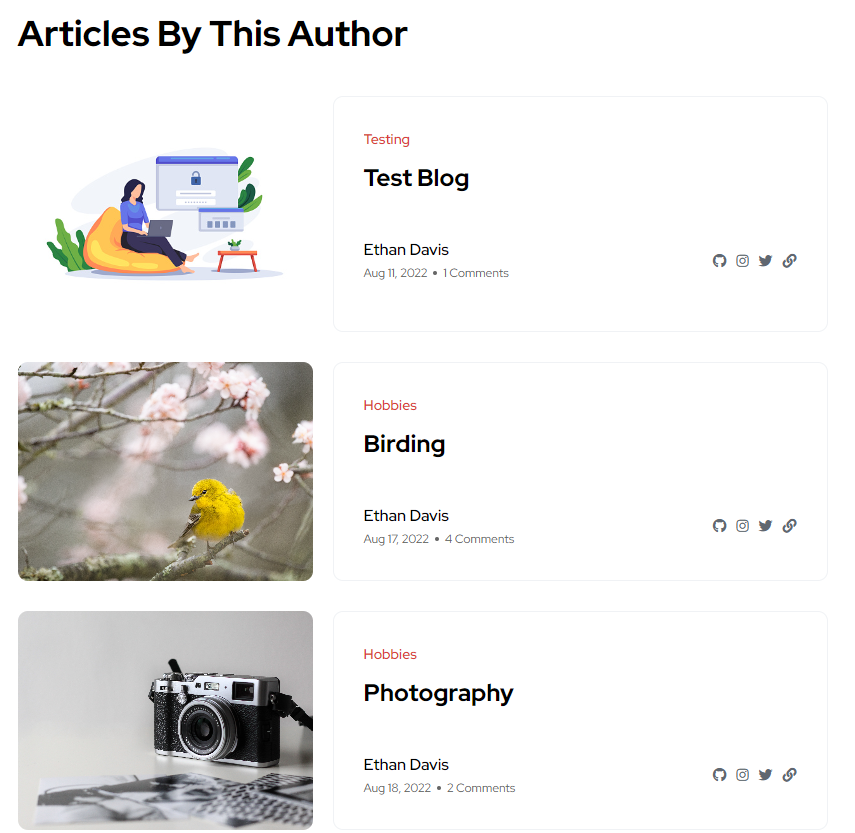 Articles By This Author
Testing
Test Blog
Ethan Davis
Aug 11, 2022 • 1 Comments
Hobbies
Birding
Ethan Davis
Aug 17, 2022 • 4 Comments
Hobbies
Photography
Ethan Davis
Aug 18, 2022 • 2 Comments